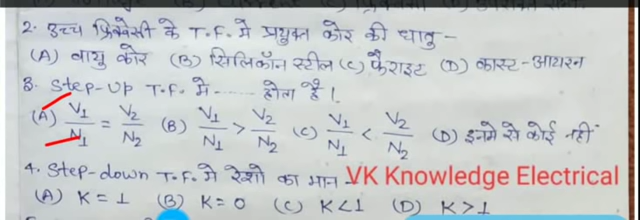 2. उच्च फ्रिक्वेंसी के T.F. मे प्रयुक्त कोर की धातु -
(A) वायु कोर (B) सिलिकॉन स्टील (C) फैराइट (D) कास्ट-आयरन
3. Step-Up T.F. मे ...... होता है।
(A) V1/N1 = V2/N2 (B) V1/N1 > V2/N2 (C) V1/N1 < V2/N2 (D) इनमे से कोई नहीं
4. Step-down T.F. मे रेशो का मान -
VK Knowledge Electrical
(A) K = 1 (B) K = 0 (C) K<1 (D) K>1